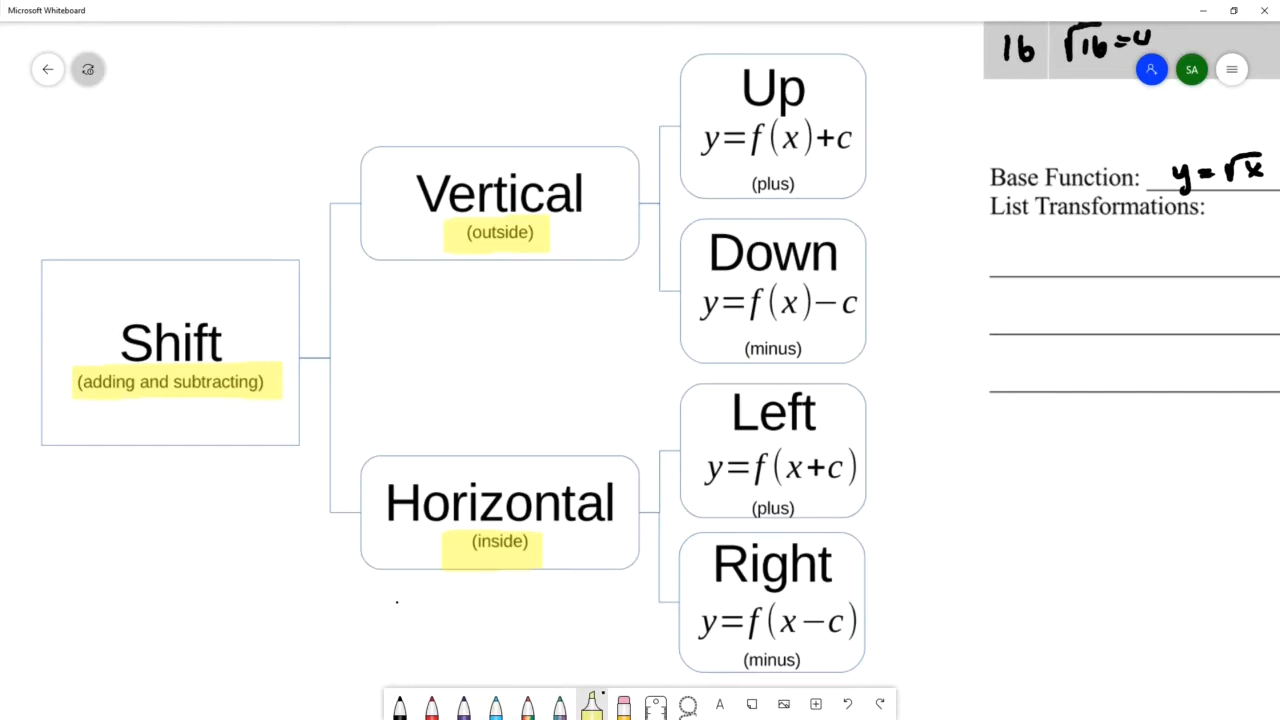 Microsoft Whiteboard
16 √16 = 4
SA
Up
y=f(x)+c
(plus)
Vertical
(outside)
Base Function: y = √x
List Transformations:
Down
y=f(x)−c
(minus)
Shift
(adding and subtracting)
Left
y=f(x+c)
(plus)
Horizontal
(inside)
Right
y=f(x−c)
(minus)
A